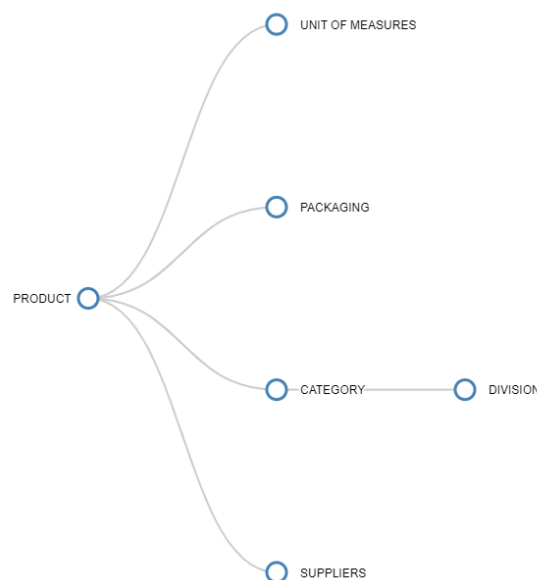 UNIT OF MEASURES
PACKAGING
PRODUCT
CATEGORY
DIVISION
SUPPLIERS